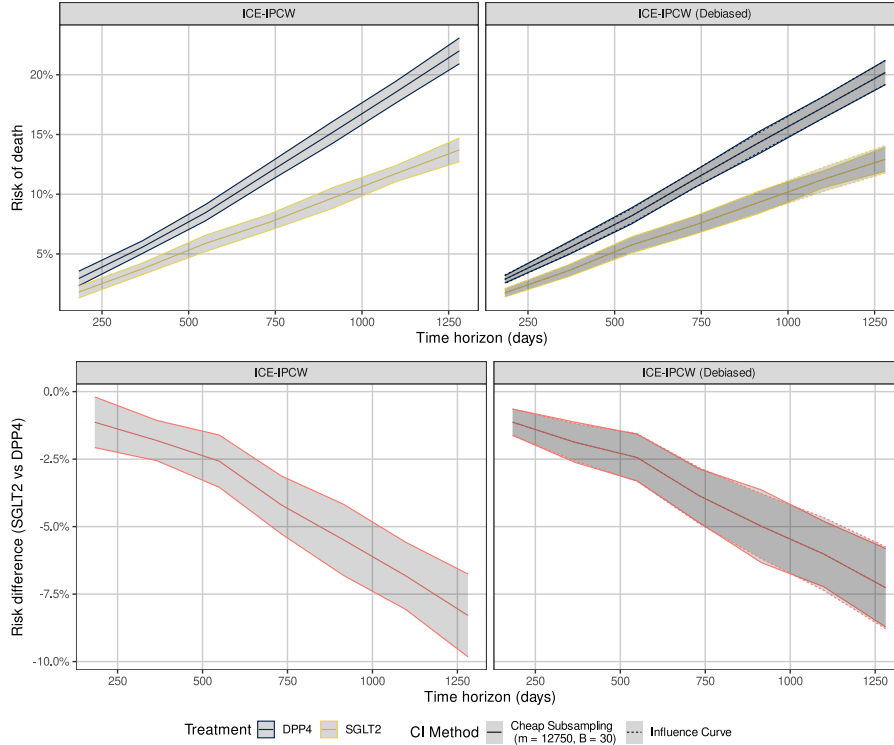 ICE-IPCW
ICE-IPCW (Debiased)
Risk of death
20%
15%
10%
5%
250
500
750
1000
1250
250
500
750
1000
1250
Time horizon (days)
ICE-IPCW
ICE-IPCW (Debiased)
Risk difference (SGLT2 vs DPP4)
0.0%
-2.5%
-5.0%
-7.5%
-10.0%
250
500
750
1000
1250
250
500
750
1000
1250
Time horizon (days)
Treatment
DPP4
SGLT2
CI Method
Cheap Subsampling
(m = 12750, B = 30)
Influence Curve